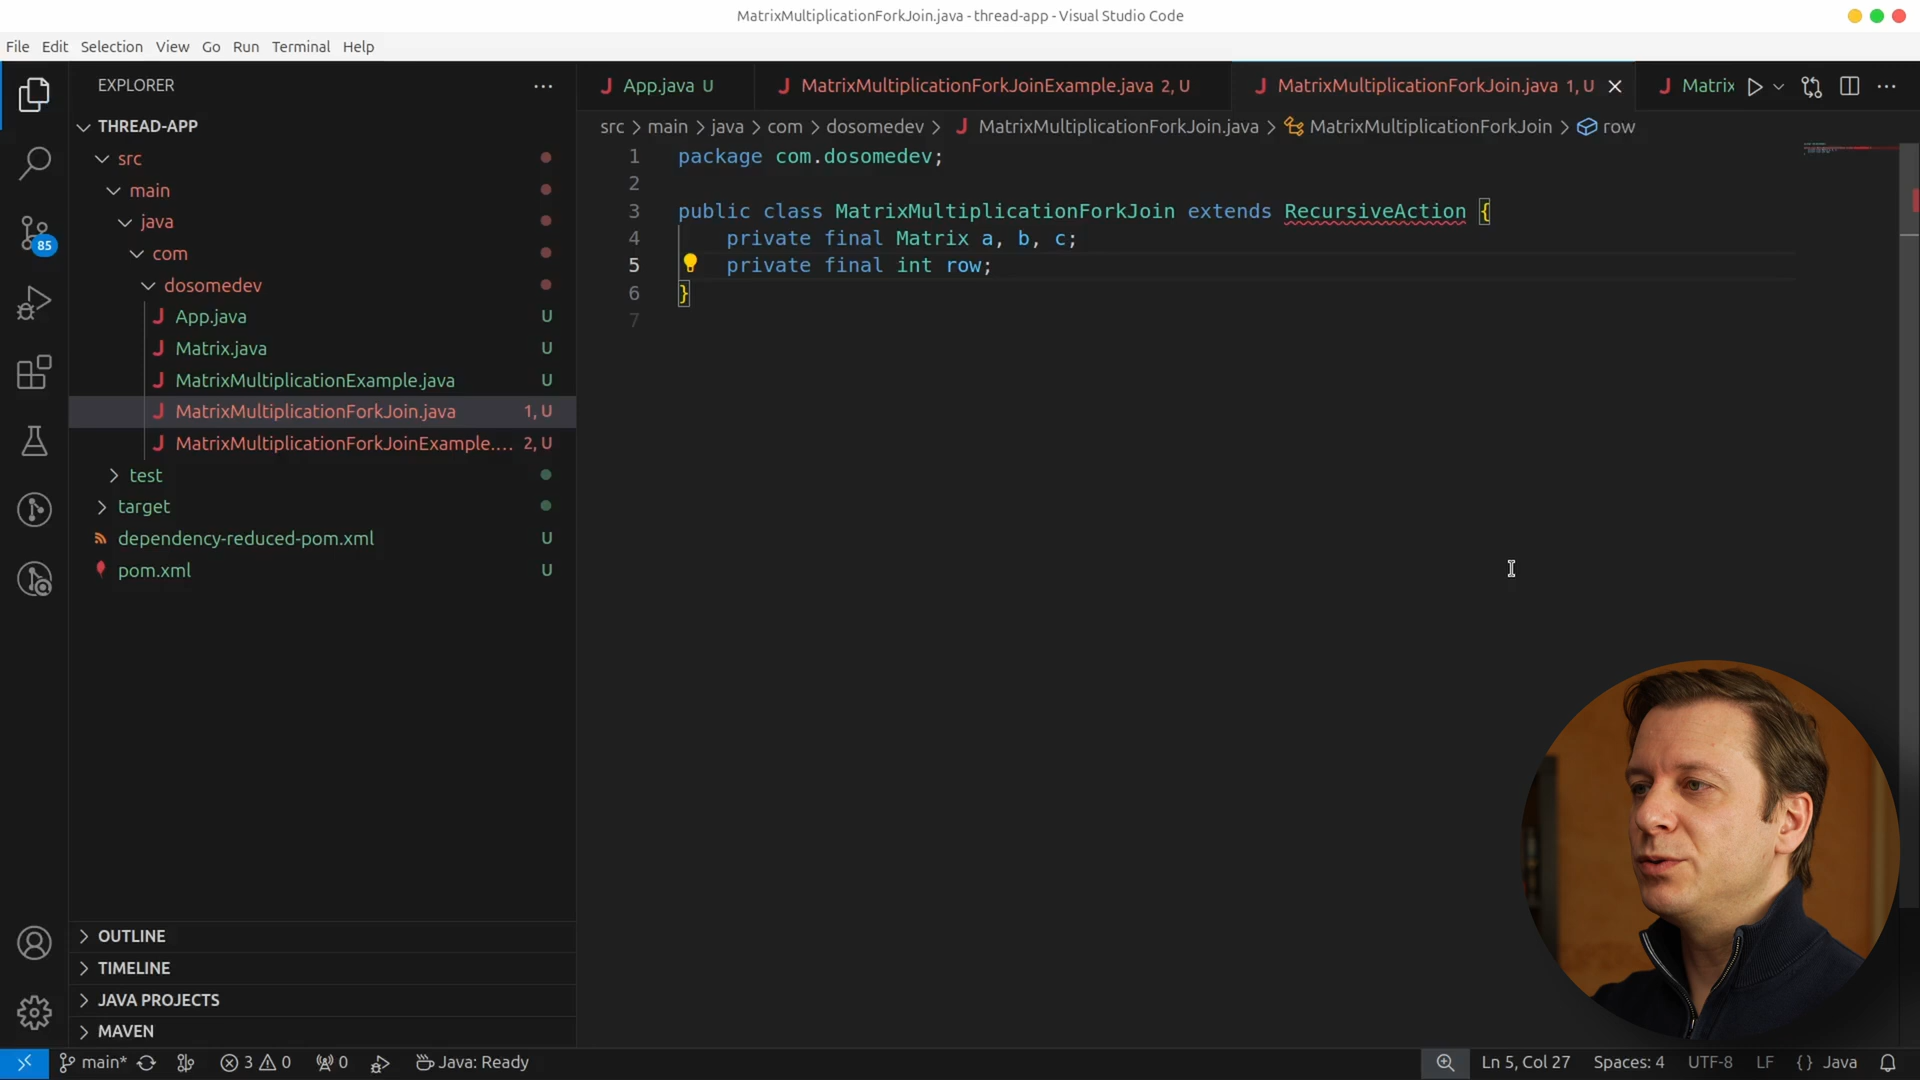 MatrixMultiplicationForkJoin.java - thread-app - Visual Studio Code
File Edit Selection View Go Run Terminal Help
EXPLORER
THREAD-APP
src
main
java
com
dosomedev
App.java U
Matrix.java U
MatrixMultiplicationExample.java U
MatrixMultiplicationForkJoin.java 1, U
MatrixMultiplicationForkJoinExample.... 2, U
test
target
dependency-reduced-pom.xml U
pom.xml U
OUTLINE
TIMELINE
JAVA PROJECTS
MAVEN
85
App.java U
MatrixMultiplicationForkJoinExample.java 2, U
MatrixMultiplicationForkJoin.java 1, U
Matrix
src > main > java > com > dosomedev > MatrixMultiplicationForkJoin.java > MatrixMultiplicationForkJoin > row
1 package com.dosomedev;
2
3 public class MatrixMultiplicationForkJoin extends RecursiveAction {
4 private final Matrix a, b, c;
5 private final int row;
6 }
7
main* 3 0 0 Java: Ready
Ln 5, Col 27 Spaces: 4 UTF-8 LF {} Java